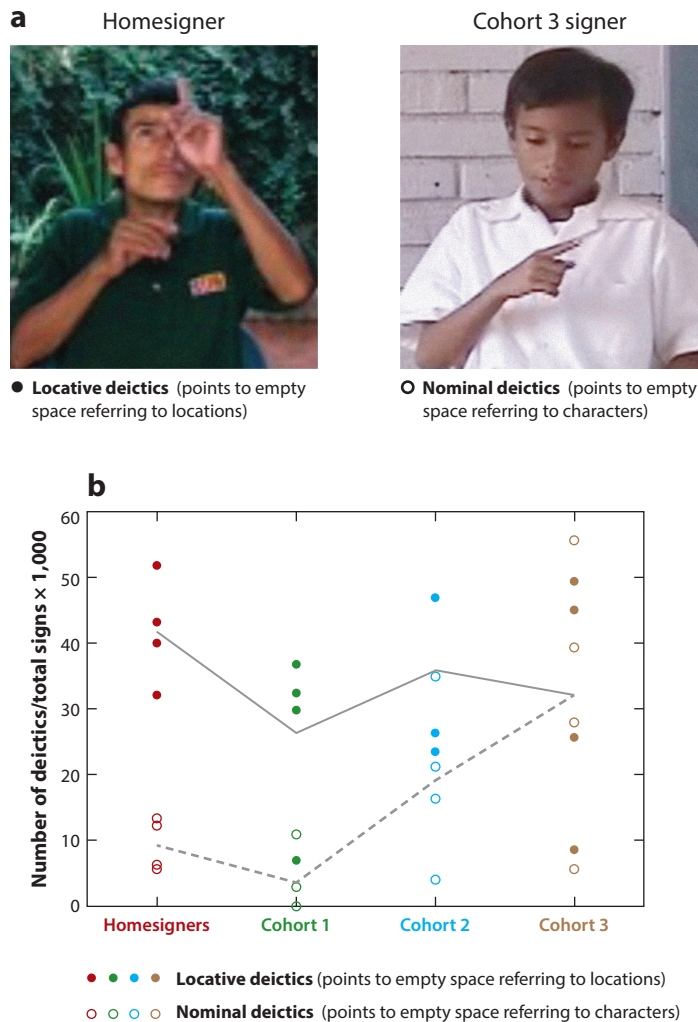 a
Homesigner
Cohort 3 signer
● Locative deictics (points to empty
space referring to locations)
○ Nominal deictics (points to empty
space referring to characters)
b
Number of deictics/total signs × 1,000
60
50
40
30
20
10
0
Homesigners
Cohort 1
Cohort 2
Cohort 3
Locative deictics (points to empty space referring to locations)
Nominal deictics (points to empty space referring to characters)